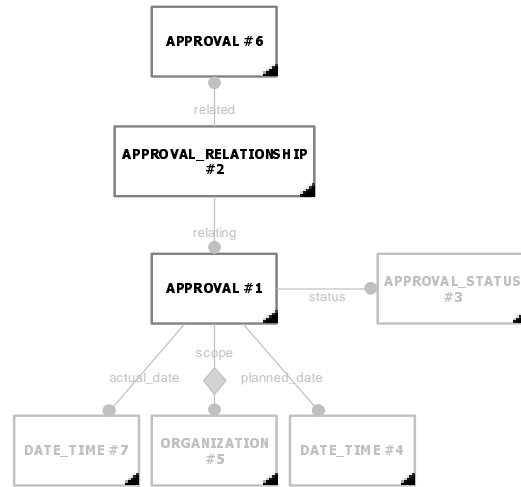 APPROVAL #6
related
APPROVAL_RELATIONSHIP
#2
relating
APPROVAL #1
status
APPROVAL_STATUS
#3
scope
actual_date
planned_date
DATE_TIME #7
ORGANIZATION
#5
DATE_TIME #4